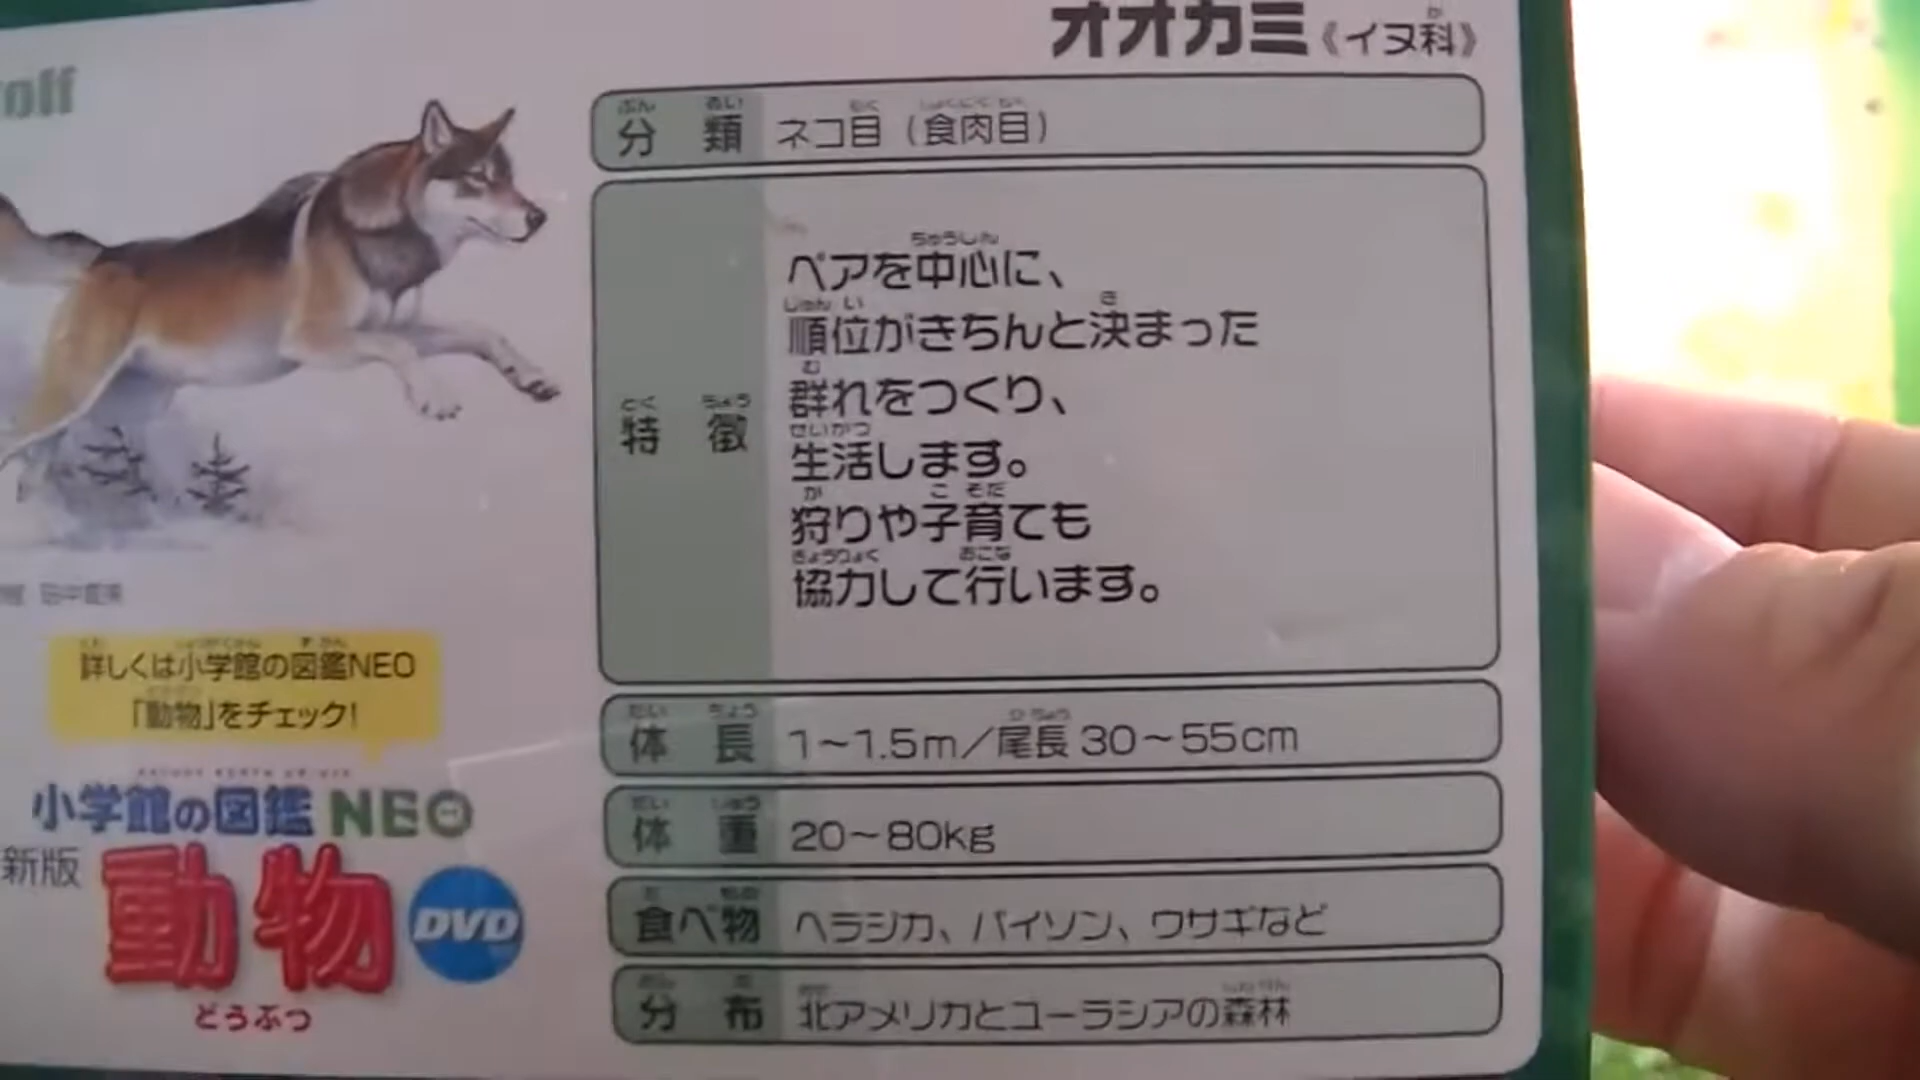 オオカミ《イヌ科》
分類 ネコ目(食肉目)
特徴
ペアを中心に、
順位がきちんと決まった
群れをつくり、
生活します。
狩りや子育ても
協力して行います。
体長 1〜1.5m/尾長30〜55cm
体重 20〜80kg
食べ物 ヘラジカ、バイソン、ウサギなど
分布 北アメリカとユーラシアの森林
詳しくは小学館の図鑑NEO
「動物」をチェック!
小学館の図鑑NEO
新版
動物
DVD
どうぶつ